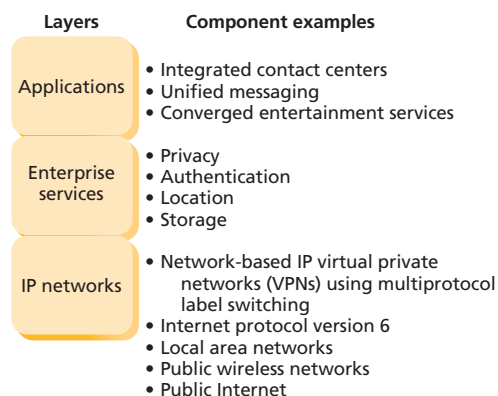 Layers Component examples
Applications
• Integrated contact centers
• Unified messaging
• Converged entertainment services
Enterprise
services
• Privacy
• Authentication
• Location
• Storage
IP networks
• Network-based IP virtual private
networks (VPNs) using multiprotocol
label switching
• Internet protocol version 6
• Local area networks
• Public wireless networks
• Public Internet